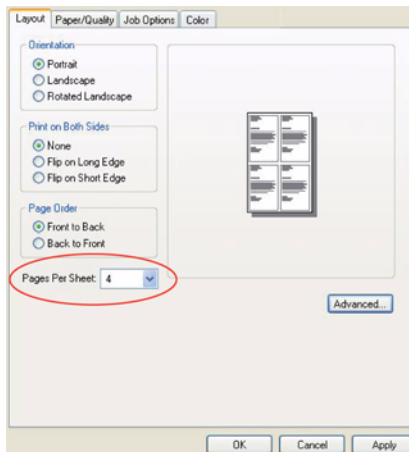 Layout Paper/Quality Job Options Color
Orientation
Portrait
Landscape
Rotated Landscape
Print on Both Sides
None
Flip on Long Edge
Flip on Short Edge
Page Order
Front to Back
Back to Front
Pages Per Sheet: 4
Advanced...
OK Cancel Apply